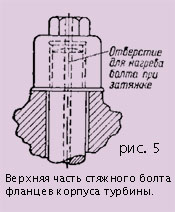 Отверстие
для нагрева
болта при
затяжке
рис. 5
Верхняя часть стяжного болта
фланцев корпуса турбины.